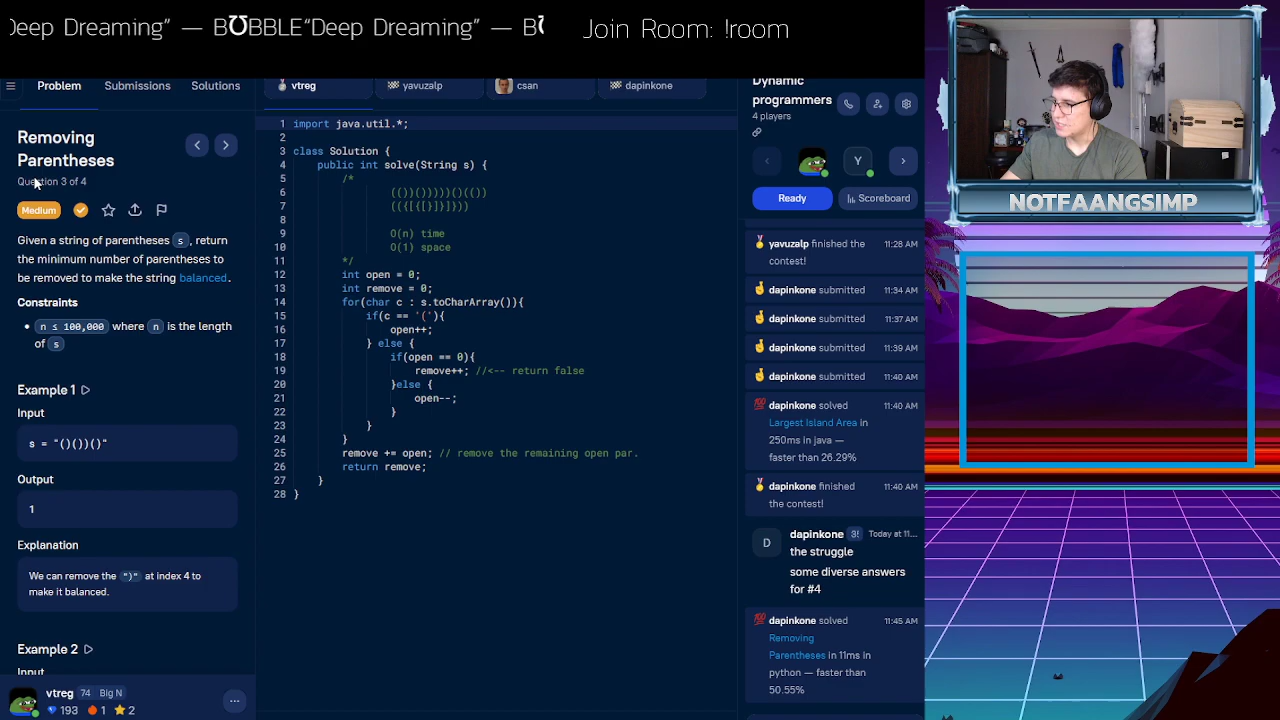 Deep Dreaming” — BUBBLE“Deep Dreaming” — B
Join Room: !room
Problem
Submissions
Solutions
Removing
Parentheses
Question 3 of 4
Medium
Given a string of parentheses s, return
the minimum number of parentheses to
be removed to make the string balanced.
Constraints
n ≤ 100,000 where n is the length
of s
Example 1
Input
s = "()())()"
Output
1
Explanation
We can remove the ")" at index 4 to
make it balanced.
Example 2
Input
vtreg 74 Big N
193 1 2
vtreg
yavuzalp
csan
dapinkone
1 import java.util.*;
2
3 class Solution {
4 public int solve(String s) {
5 /*
6 (())()))))()(())
7 ((([{[}])]}))
8
9 O(n) time
10 O(1) space
11 */
12 int open = 0;
13 int remove = 0;
14 for(char c : s.toCharArray()){
15 if(c == '('){
16 open++;
17 } else {
18 if(open == 0){
19 remove++; //<-- return false
20 }else {
21 open--;
22 }
23 }
24 }
25 remove += open; // remove the remaining open par.
26 return remove;
27 }
28 }
Dynamic
programmers
4 players
Y
Ready
Scoreboard
yavuzalp finished the 11:28 AM
contest!
dapinkone submitted 11:34 AM
dapinkone submitted 11:37 AM
dapinkone submitted 11:39 AM
dapinkone submitted 11:40 AM
dapinkone solved 11:40 AM
Largest Island Area in
250ms in java —
faster than 26.29%
dapinkone finished 11:40 AM
the contest!
D
dapinkone 3! Today at 11...
the struggle
some diverse answers
for #4
dapinkone solved 11:45 AM
Removing
Parentheses in 11ms in
python — faster than
50.55%
NOTFAANGSIMP